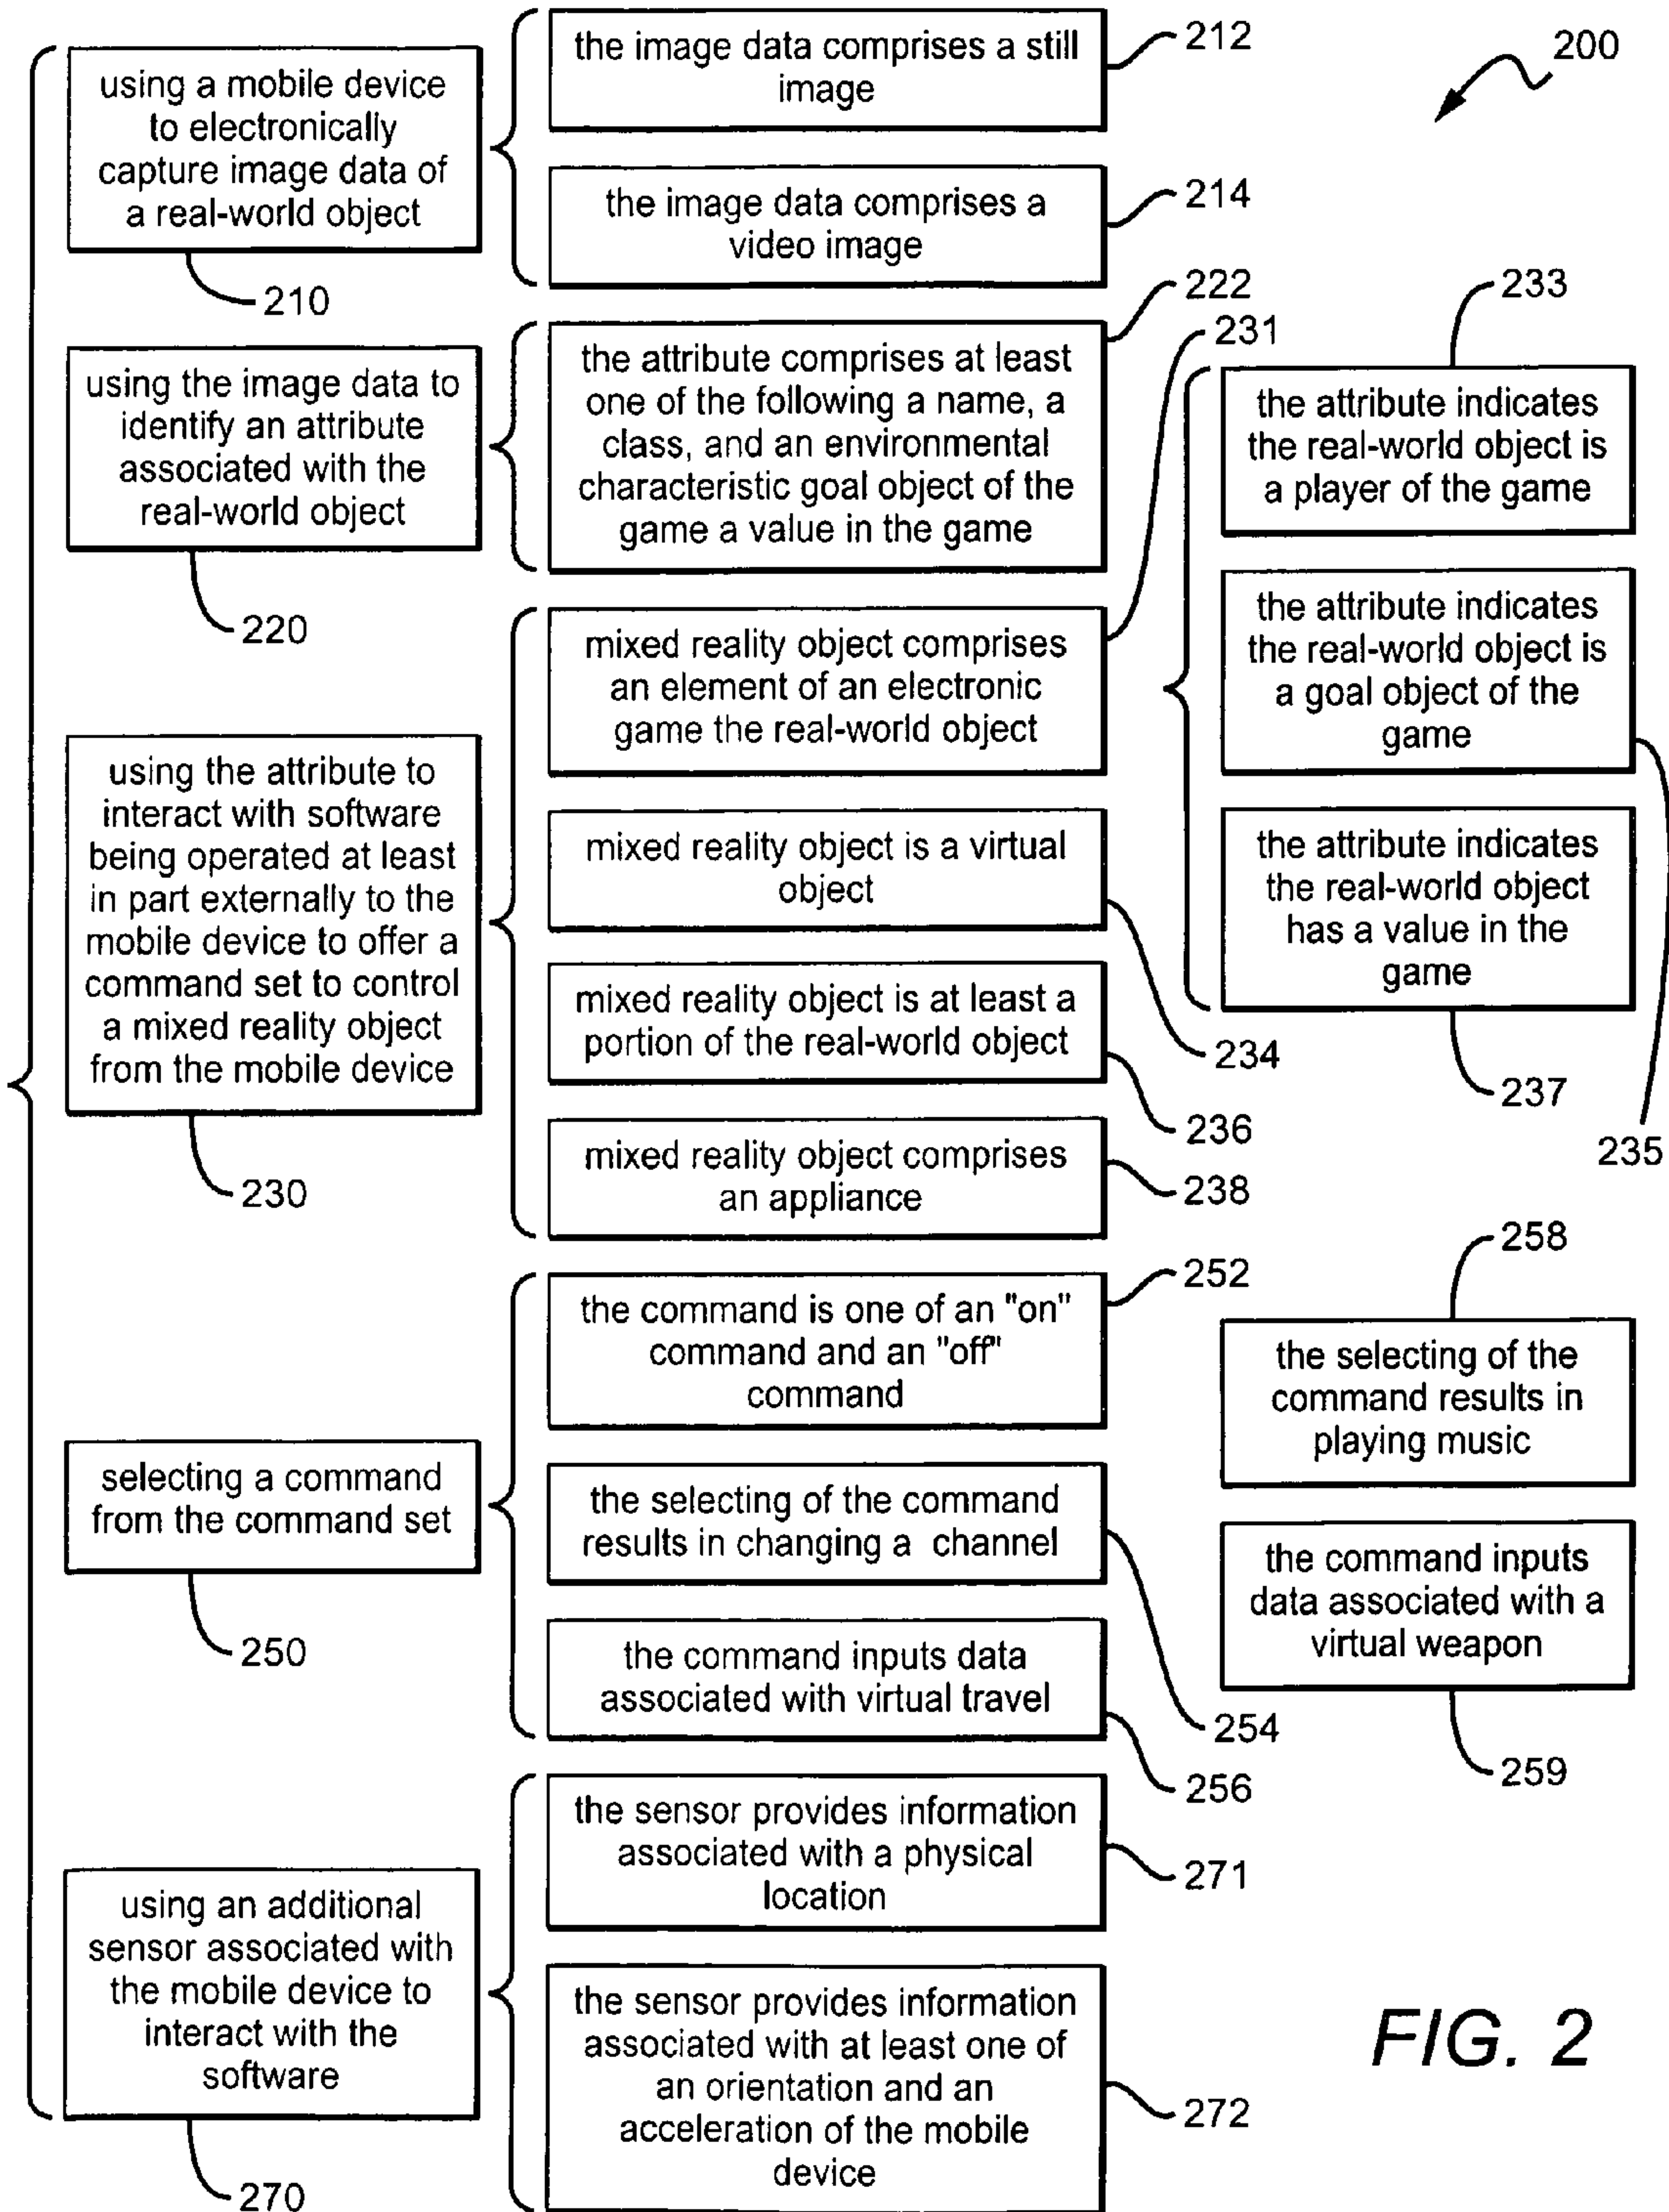 200
using a mobile device
to electronically
capture image data of
a real-world object
210
the image data comprises a still
image
212
the image data comprises a
video image
214
using the image data to
identify an attribute
associated with the
real-world object
220
the attribute comprises at least
one of the following a name, a
class, and an environmental
characteristic goal object of the
game a value in the game
222
using the attribute to
interact with software
being operated at least
in part externally to the
mobile device to offer a
command set to control
a mixed reality object
from the mobile device
230
mixed reality object comprises
an element of an electronic
game the real-world object
231
the attribute indicates
the real-world object is
a player of the game
233
the attribute indicates
the real-world object is
a goal object of the
game
235
the attribute indicates
the real-world object
has a value in the
game
237
mixed reality object is a virtual
object
234
mixed reality object is at least a
portion of the real-world object
236
mixed reality object comprises
an appliance
238
selecting a command
from the command set
250
the command is one of an "on"
command and an "off"
command
252
the selecting of the command
results in changing a channel
254
the command inputs data
associated with virtual travel
256
258
the selecting of the
command results in
playing music
the command inputs
data associated with a
virtual weapon
259
using an additional
sensor associated with
the mobile device to
interact with the
software
270
the sensor provides information
associated with a physical
location
271
the sensor provides information
associated with at least one of
an orientation and an
acceleration of the mobile
device
272
FIG. 2